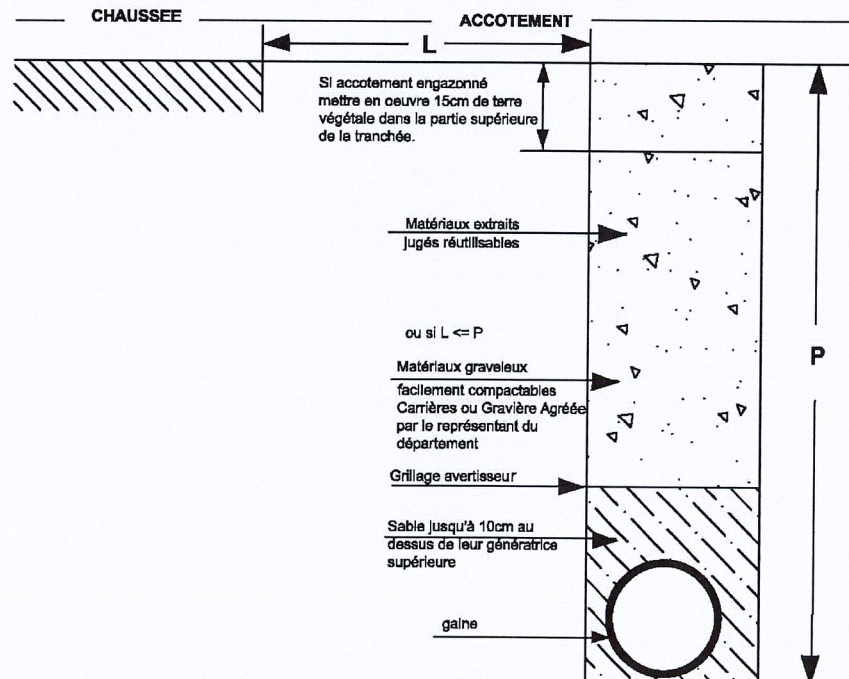 CHAUSSEE
ACCOTEMENT
L
Si accotement engazonné
mettre en oeuvre 15cm de terre
végétale dans la partie supérieure
de la tranchée.
Matériaux extraits
jugés réutilisables
ou si L <= P
Matériaux graveleux
facilement compactables
Carrières ou Gravière Agréée
par le représentant du
département
P
Grillage avertisseur
Sable jusqu'à 10cm au
dessus de leur génératrice
supérieure
gaine